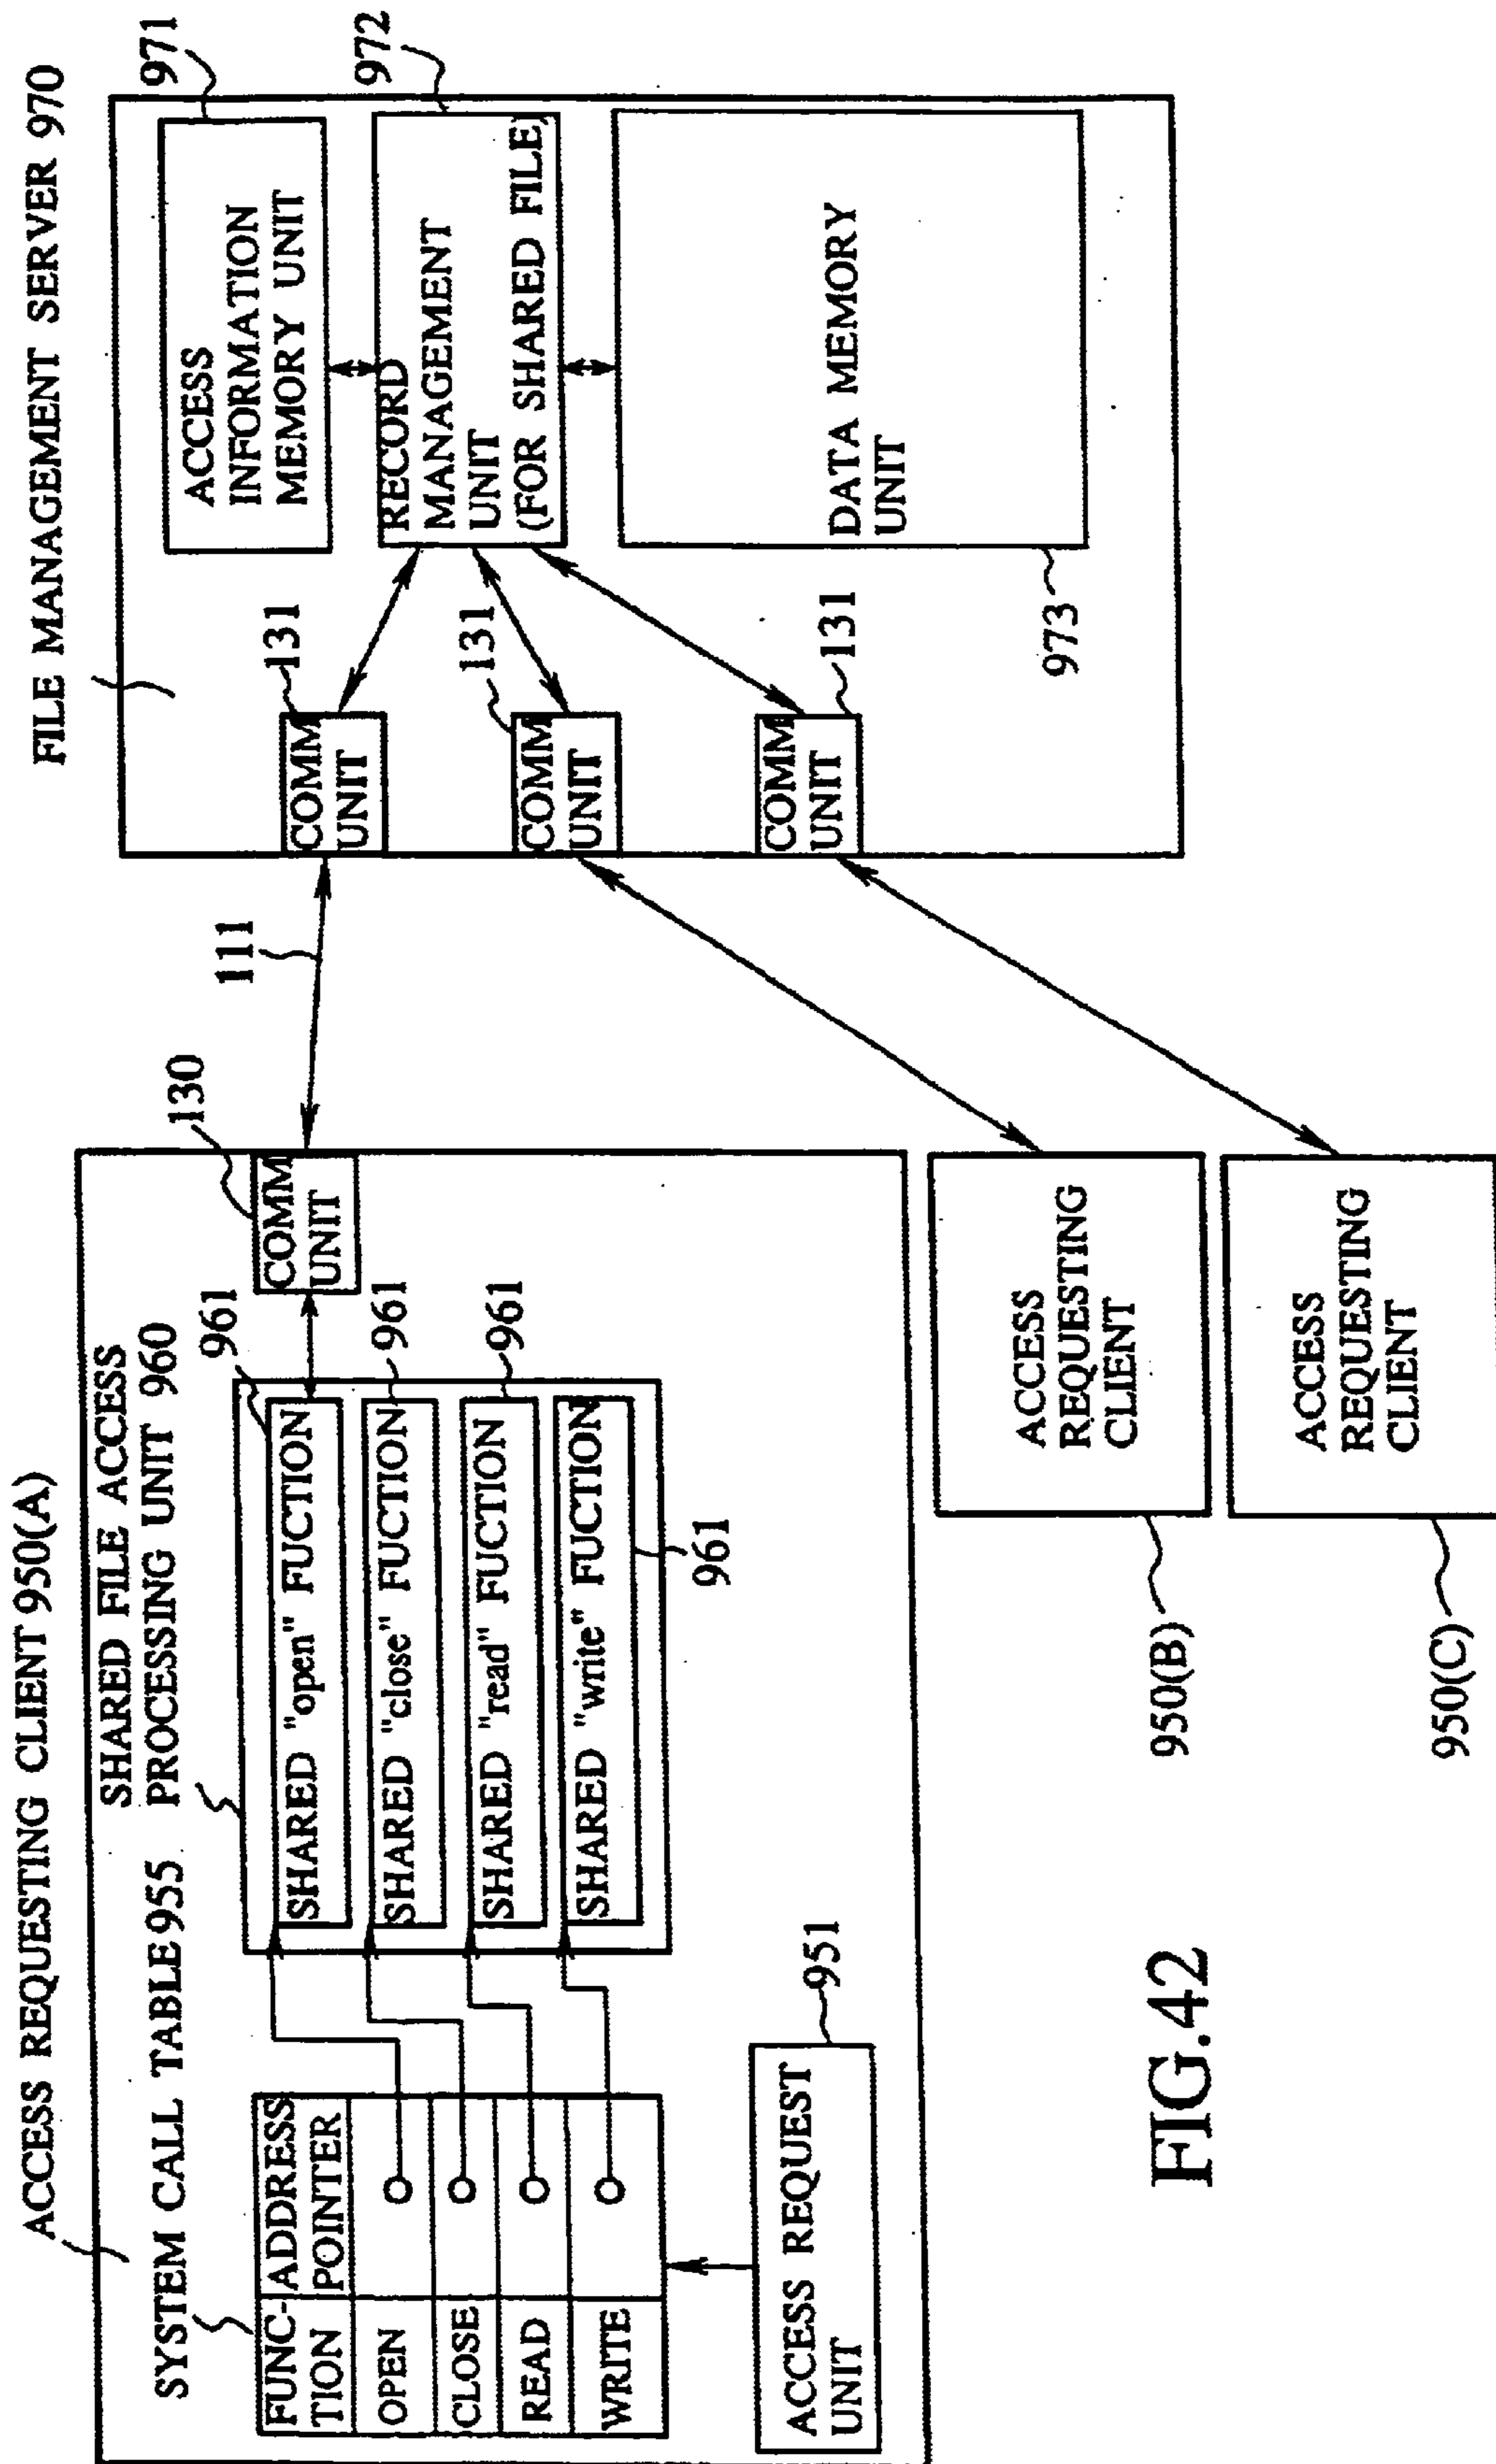 ACCESS REQUESTING CLIENT 950(A)
SYSTEM CALL TABLE 955
FUNC-
TION
ADDRESS
POINTER
OPEN
CLOSE
READ
WRITE
ACCESS REQUEST
UNIT
951
SHARED FILE ACCESS
PROCESSING UNIT 960
961
SHARED "open" FUCTION
SHARED "close" FUCTION
961
SHARED "read" FUCTION
961
SHARED "write" FUCTION
961
COMM
UNIT
130
111
ACCESS
REQUESTING
CLIENT
950(B)
ACCESS
REQUESTING
CLIENT
950(C)
FILE MANAGEMENT SERVER 970
COMM
UNIT
131
COMM
UNIT
131
COMM
UNIT
131
ACCESS
INFORMATION
MEMORY UNIT
971
RECORD
MANAGEMENT
UNIT
(FOR SHARED FILE)
972
DATA MEMORY
UNIT
973
FIG.42